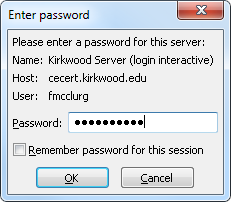 Enter password
Please enter a password for this server:
Name: Kirkwood Server (login interactive)
Host: cecert.kirkwood.edu
User: fmcclurg
Password: ●●●●●●●●●●
Remember password for this session
OK Cancel